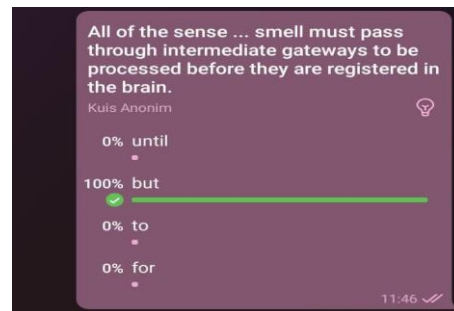 All of the sense ... smell must pass
through intermediate gateways to be
processed before they are registered in
the brain.
Kuis Anonim
0% until
100% but
0% to
0% for
11:46